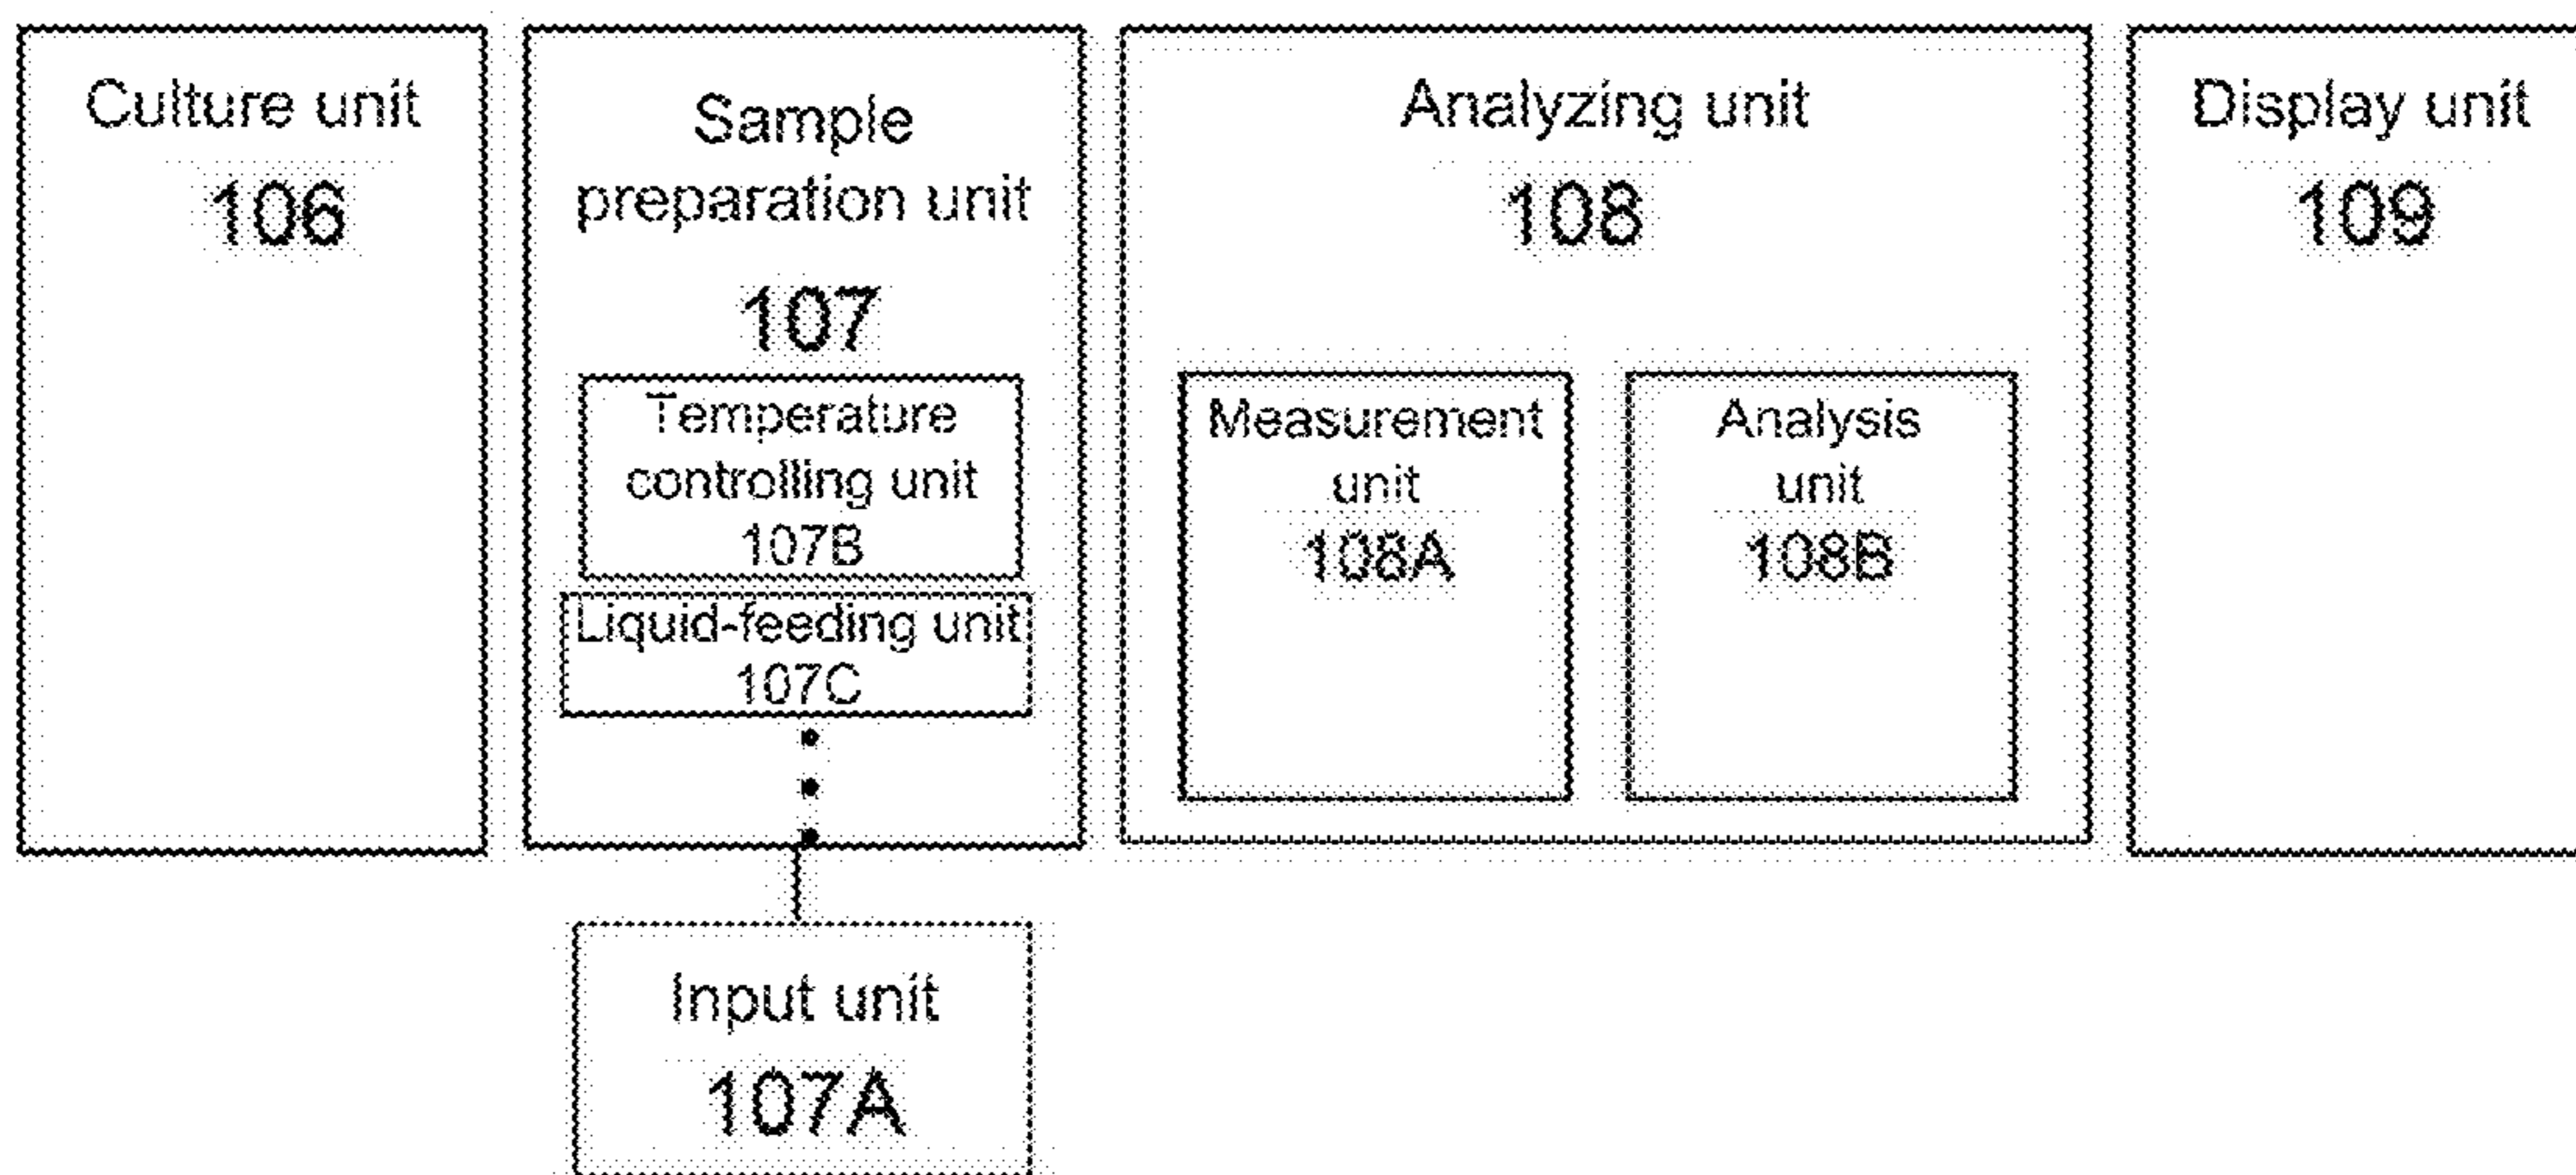 Culture unit
106
Sample
preparation unit
107
Temperature
controlling unit
107B
Liquid-feeding unit
107C
Input unit
107A
Analyzing unit
108
Measurement
unit
108A
Analysis
unit
108B
Display unit
109